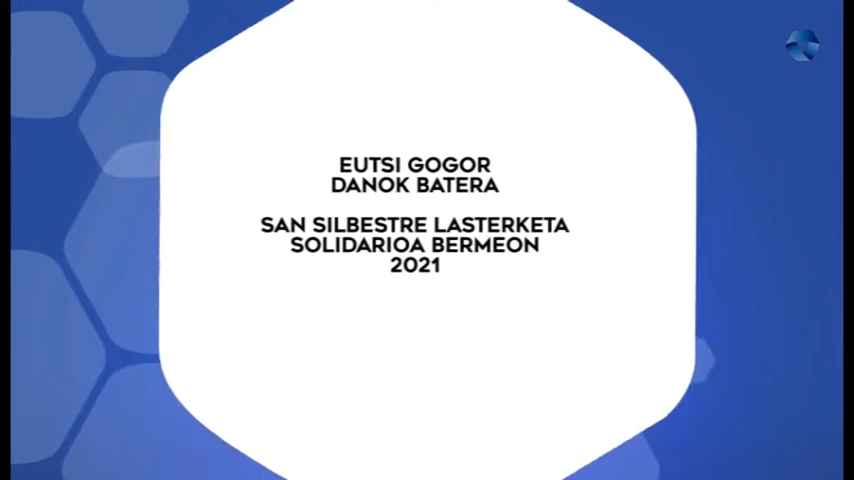 EUTSI GOGOR
DANOK BATERA
SAN SILBESTRE LASTERKETA
SOLIDARIOA BERMEON
2021